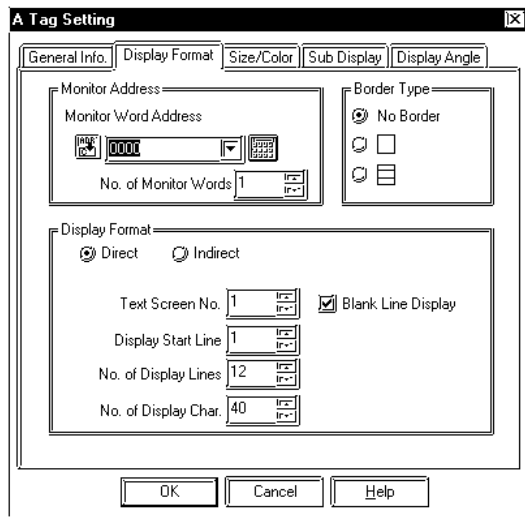 A Tag Setting
General Info. Display Format Size/Color Sub Display Display Angle
Monitor Address
Monitor Word Address
0000
No. of Monitor Words 1
Border Type
No Border
Display Format
Direct Indirect
Text Screen No. 1 Blank Line Display
Display Start Line 1
No. of Display Lines 12
No. of Display Char. 40
OK Cancel Help